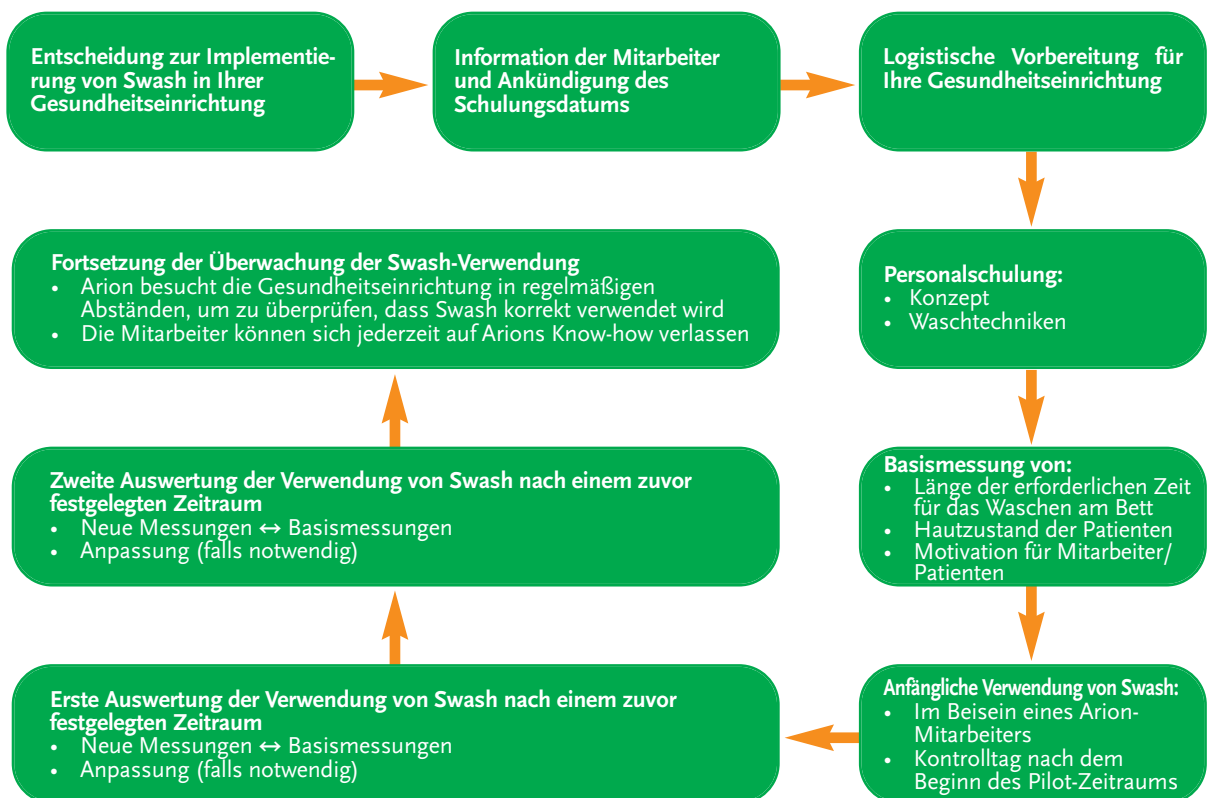 Entscheidung zur Implementie-
rung von Swash in Ihrer
Gesundheitseinrichtung
Information der Mitarbeiter
und Ankündigung des
Schulungsdatums
Logistische Vorbereitung für
Ihre Gesundheitseinrichtung
Personalschulung:
• Konzept
• Waschtechniken
Basismessung von:
• Länge der erforderlichen Zeit
für das Waschen am Bett
• Hautzustand der Patienten
• Motivation für Mitarbeiter/
Patienten
Anfängliche Verwendung von Swash:
• Im Beisein eines Arion-
Mitarbeiters
• Kontrolltag nach dem
Beginn des Pilot-Zeitraums
Erste Auswertung der Verwendung von Swash nach einem zuvor
festgelegten Zeitraum
• Neue Messungen ↔ Basismessungen
• Anpassung (falls notwendig)
Zweite Auswertung der Verwendung von Swash nach einem zuvor
festgelegten Zeitraum
• Neue Messungen ↔ Basismessungen
• Anpassung (falls notwendig)
Fortsetzung der Überwachung der Swash-Verwendung
• Arion besucht die Gesundheitseinrichtung in regelmäßigen
Abständen, um zu überprüfen, dass Swash korrekt verwendet wird
• Die Mitarbeiter können sich jederzeit auf Arions Know-how verlassen